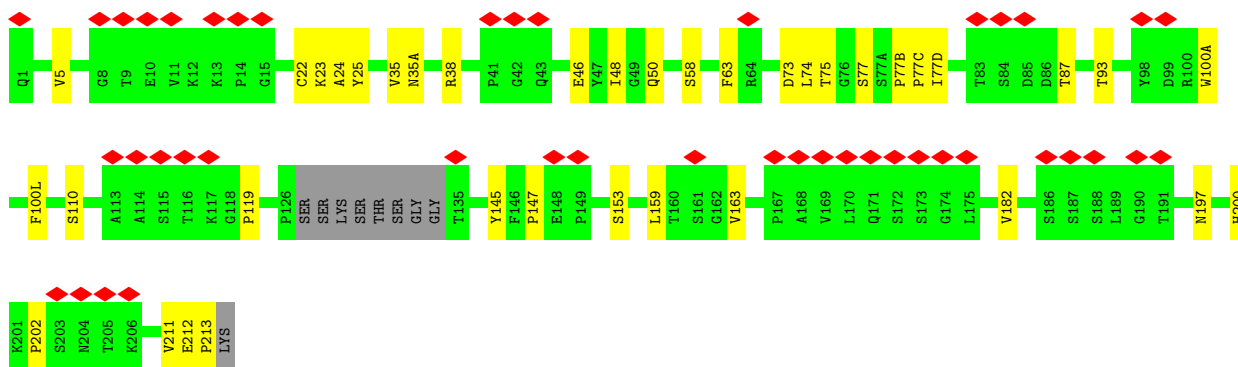 Q1 V5 G8 T9 E10 V11 K12 K13 P14 G15 C22 K23 A24 Y25 V35 N35A R38 P41 G42 Q43 E46 Y47 I48 G49 Q50 S58 F63 R64 D73 L74 T75 G76 S77 S77A P77B P77C I77D T83 S84 D85 D86 T87 T93 Y98 D99 R100 W100A
F100L S110 A113 A114 S115 T116 K117 G118 P119 P126 SER SER LYS SER THR SER GLY GLY T135 Y145 F146 P147 E148 P149 S153 L159 T160 S161 G162 V163 P167 A168 V169 L170 Q171 S172 S173 G174 L175 V182 S186 S187 S188 L189 G190 T191 N197 H200
K201 P202 S203 N204 T205 K206 V211 E212 P213 LYS